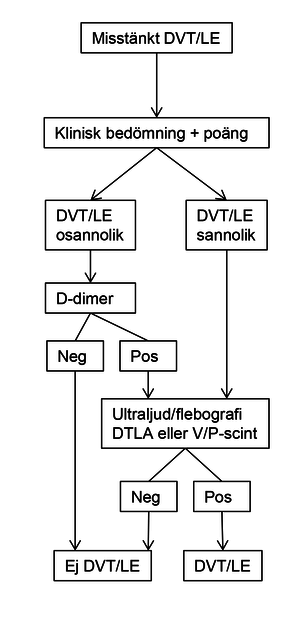 Misstänkt DVT/LE
Klinisk bedömning + poäng
DVT/LE
osannolik
DVT/LE
sannolik
D-dimer
Neg
Pos
Ultraljud/flebografi
DTLA eller V/P-scint
Neg
Pos
Ej DVT/LE
DVT/LE